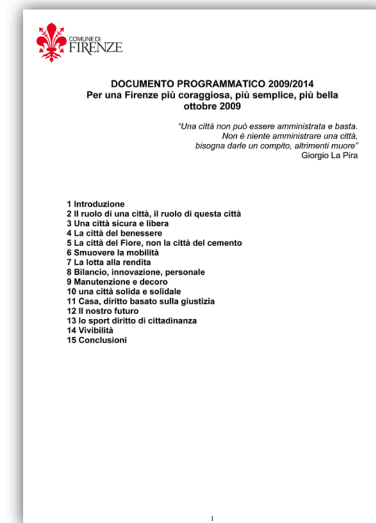 COMUNE DI
FIRENZE
DOCUMENTO PROGRAMMATICO 2009/2014
Per una Firenze più coraggiosa, più semplice, più bella
ottobre 2009
"Una città non può essere amministrata e basta.
Non è niente amministrare una città,
bisogna darle un compito, altrimenti muore"
Giorgio La Pira
1 Introduzione
2 Il ruolo di una città, il ruolo di questa città
3 Una città sicura e libera
4 La città del benessere
5 La città del Fiore, non la città del cemento
6 Smuovere la mobilità
7 La lotta alla rendita
8 Bilancio, innovazione, personale
9 Manutenzione e decoro
10 una città solida e solidale
11 Casa, diritto basato sulla giustizia
12 Il nostro futuro
13 lo sport diritto di cittadinanza
14 Vivibilità
15 Conclusioni
1